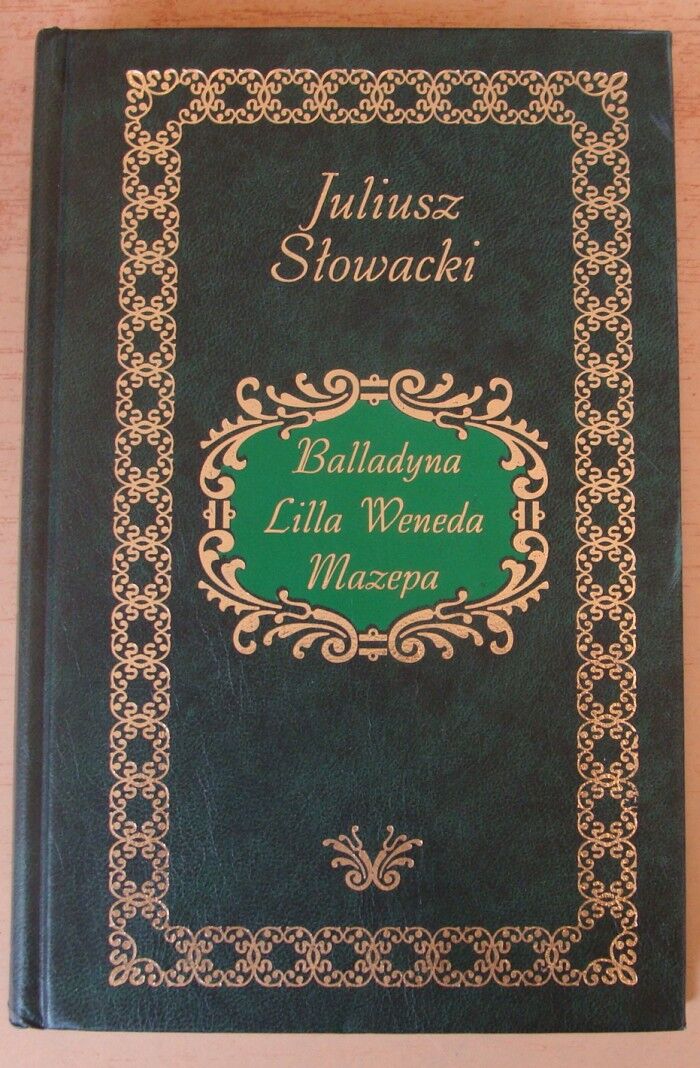 Juliusz
Słowacki
Balladyna
Lilla Weneda
Mazepa